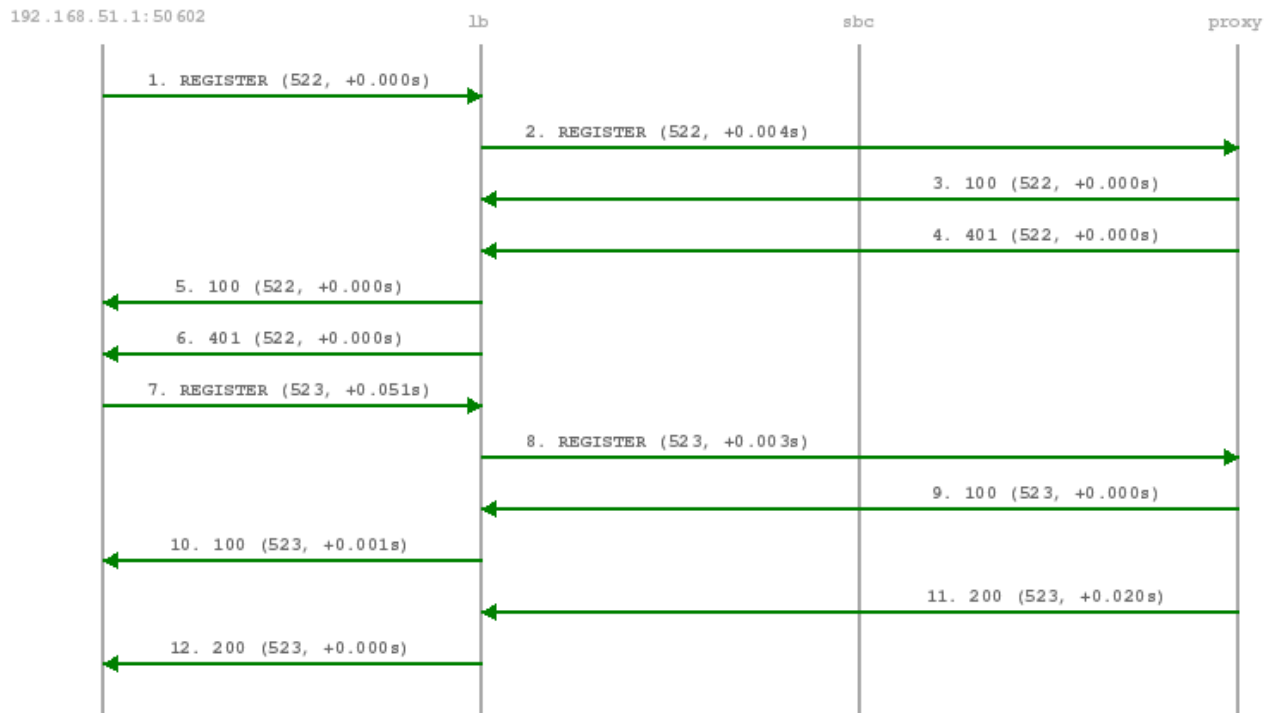 192.168.51.1:50602 lb sbc proxy
1. REGISTER (522, +0.000s)
2. REGISTER (522, +0.004s)
3. 100 (522, +0.000s)
4. 401 (522, +0.000s)
5. 100 (522, +0.000s)
6. 401 (522, +0.000s)
7. REGISTER (523, +0.051s)
8. REGISTER (523, +0.003s)
9. 100 (523, +0.000s)
10. 100 (523, +0.001s)
11. 200 (523, +0.020s)
12. 200 (523, +0.000s)